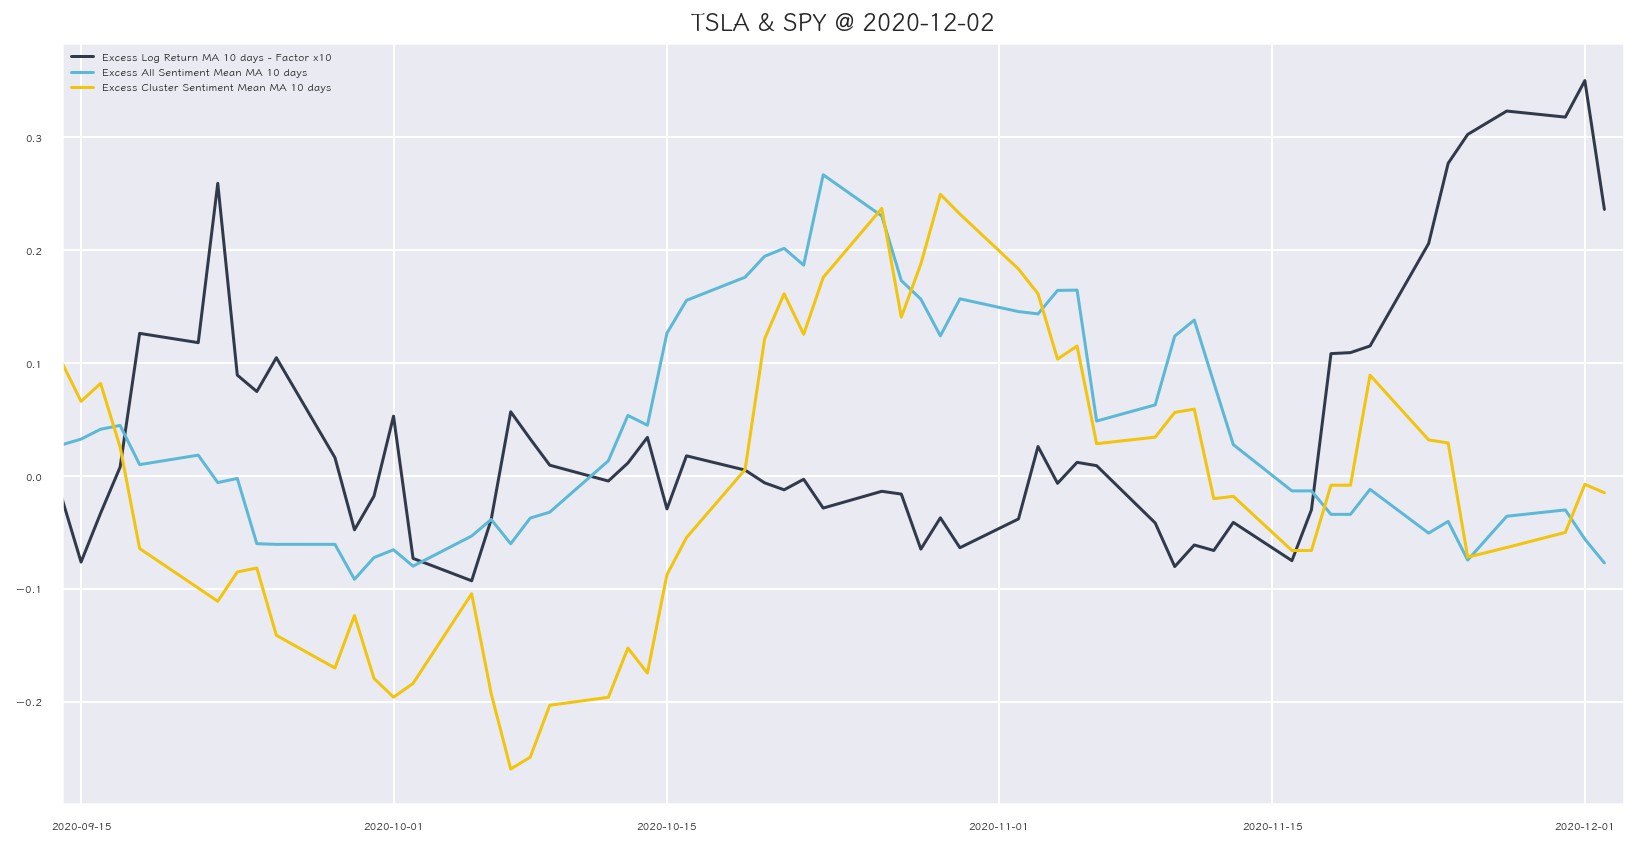 TSLA & SPY @ 2020-12-02
Excess Log Return MA 10 days - Factor x10
Excess All Sentiment Mean MA 10 days
Excess Cluster Sentiment Mean MA 10 days
0.3
0.2
0.1
0.0
−0.1
−0.2
2020-09-15 2020-10-01 2020-10-15 2020-11-01 2020-11-15 2020-12-01